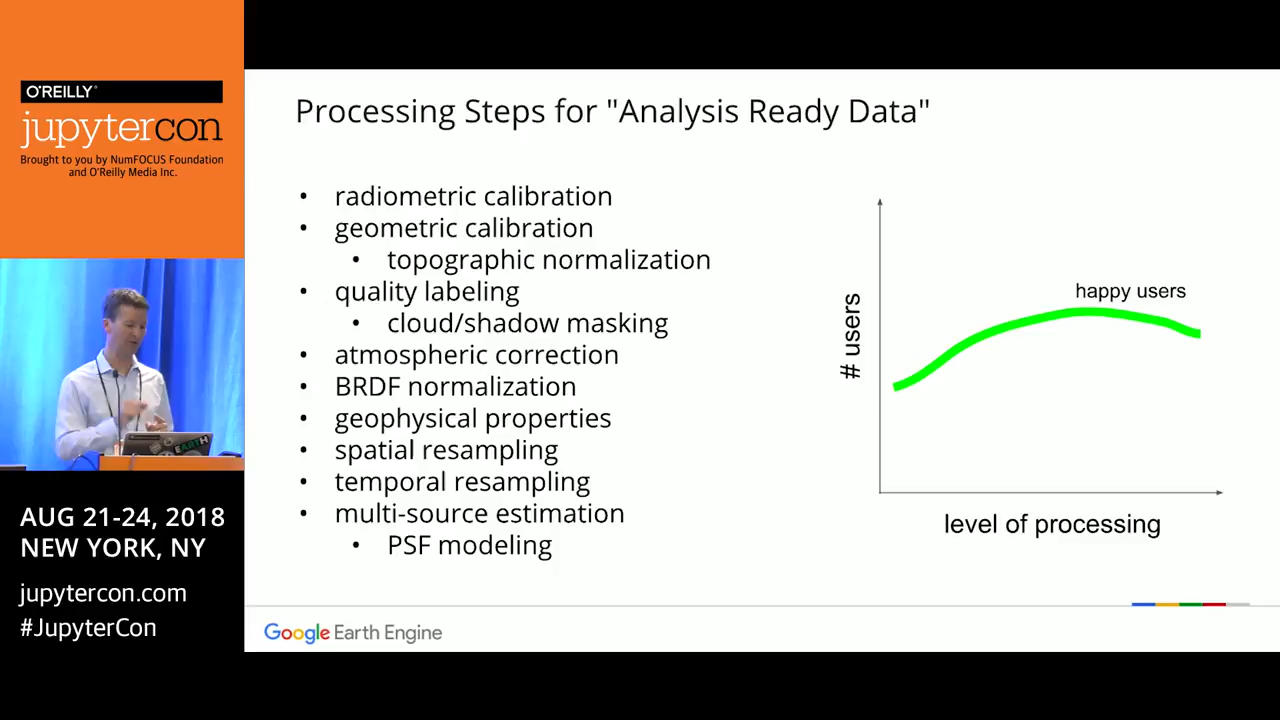 O'REILLY®
jupytercon
Brought to you by NumFOCUS Foundation
and O'Reilly Media Inc.
AUG 21-24, 2018
NEW YORK, NY
jupytercon.com
#JupyterCon
Processing Steps for "Analysis Ready Data"
• radiometric calibration
• geometric calibration
• topographic normalization
• quality labeling
• cloud/shadow masking
• atmospheric correction
• BRDF normalization
• geophysical properties
• spatial resampling
• temporal resampling
• multi-source estimation
• PSF modeling
happy users
# users
level of processing
Google Earth Engine
EARTH